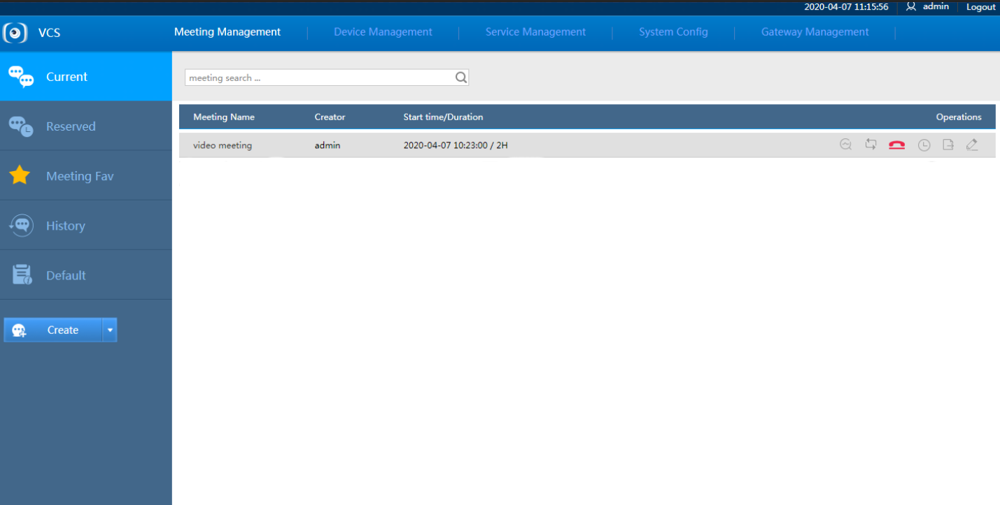 2020-04-07 11:15:56 admin Logout
VCS Meeting Management Device Management Service Management System Config Gateway Management
Current
meeting search ...
Meeting Name Creator Start time/Duration Operations
Reserved
video meeting admin 2020-04-07 10:23:00 / 2H
Meeting Fav
History
Default
Create